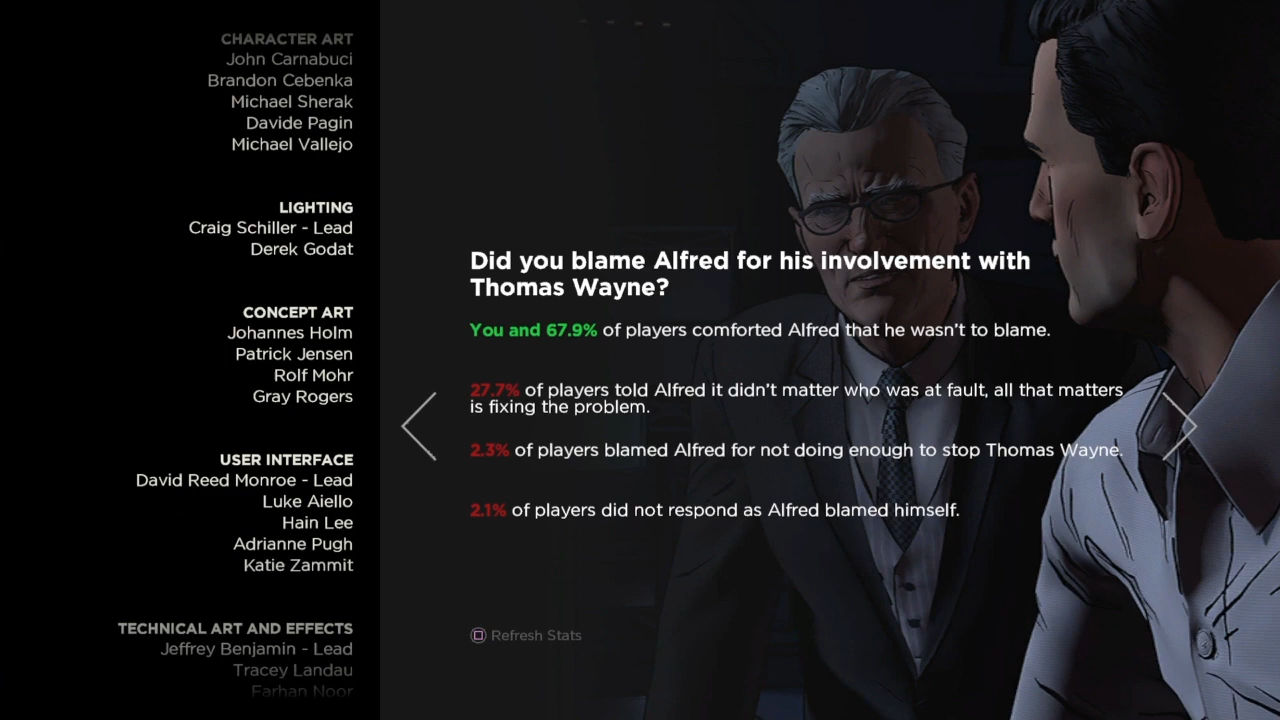 CHARACTER ART
John Carnabuci
Brandon Cebenka
Michael Sherak
Davide Pagin
Michael Vallejo
LIGHTING
Craig Schiller - Lead
Derek Godat
CONCEPT ART
Johannes Holm
Patrick Jensen
Rolf Mohr
Gray Rogers
USER INTERFACE
David Reed Monroe - Lead
Luke Aiello
Hain Lee
Adrianne Pugh
Katie Zammit
TECHNICAL ART AND EFFECTS
Jeffrey Benjamin - Lead
Tracey Landau
Farhan Noor
Did you blame Alfred for his involvement with
Thomas Wayne?
You and 67.9% of players comforted Alfred that he wasn't to blame.
27.7% of players told Alfred it didn't matter who was at fault, all that matters
is fixing the problem.
2.3% of players blamed Alfred for not doing enough to stop Thomas Wayne.
2.1% of players did not respond as Alfred blamed himself.
Refresh Stats